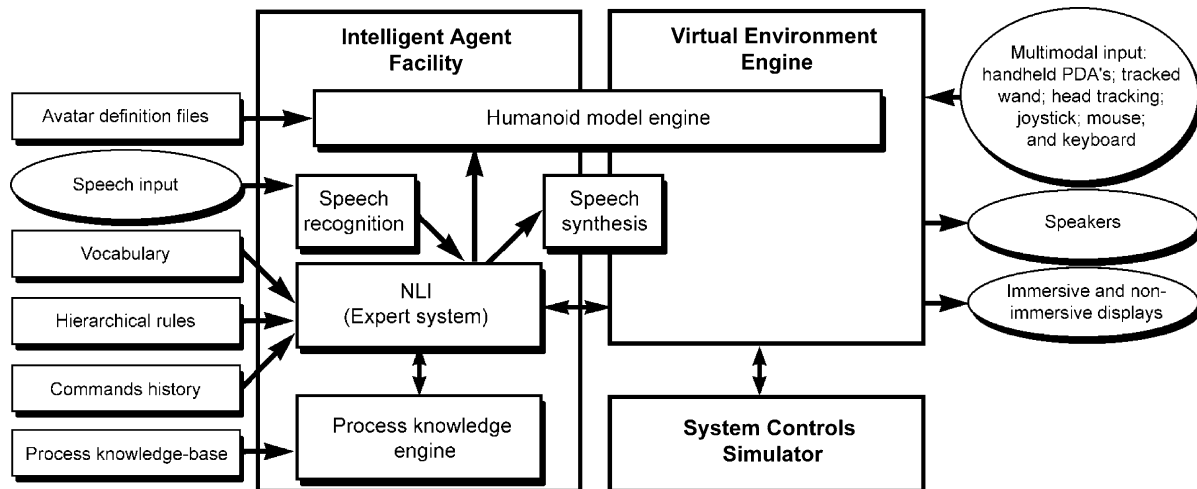 Intelligent Agent
Facility
Virtual Environment
Engine
Multimodal input:
handheld PDA's; tracked
wand; head tracking;
joystick; mouse;
and keyboard
Avatar definition files
Humanoid model engine
Speech input
Speech
recognition
Speech
synthesis
Speakers
Vocabulary
NLI
(Expert system)
Immersive and non-
immersive displays
Hierarchical rules
Commands history
Process knowledge
engine
System Controls
Simulator
Process knowledge-base